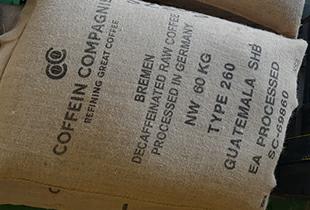 COFFEIN COMPAGNIE
REFINING GREAT COFFEE
BREMEN
DECAFFEINATED RAW COFFEE
PROCESSED IN GERMANY
NW 60 KG
TYPE 260
GUATEMALA SHB
EA PROCESSED
SC-69860